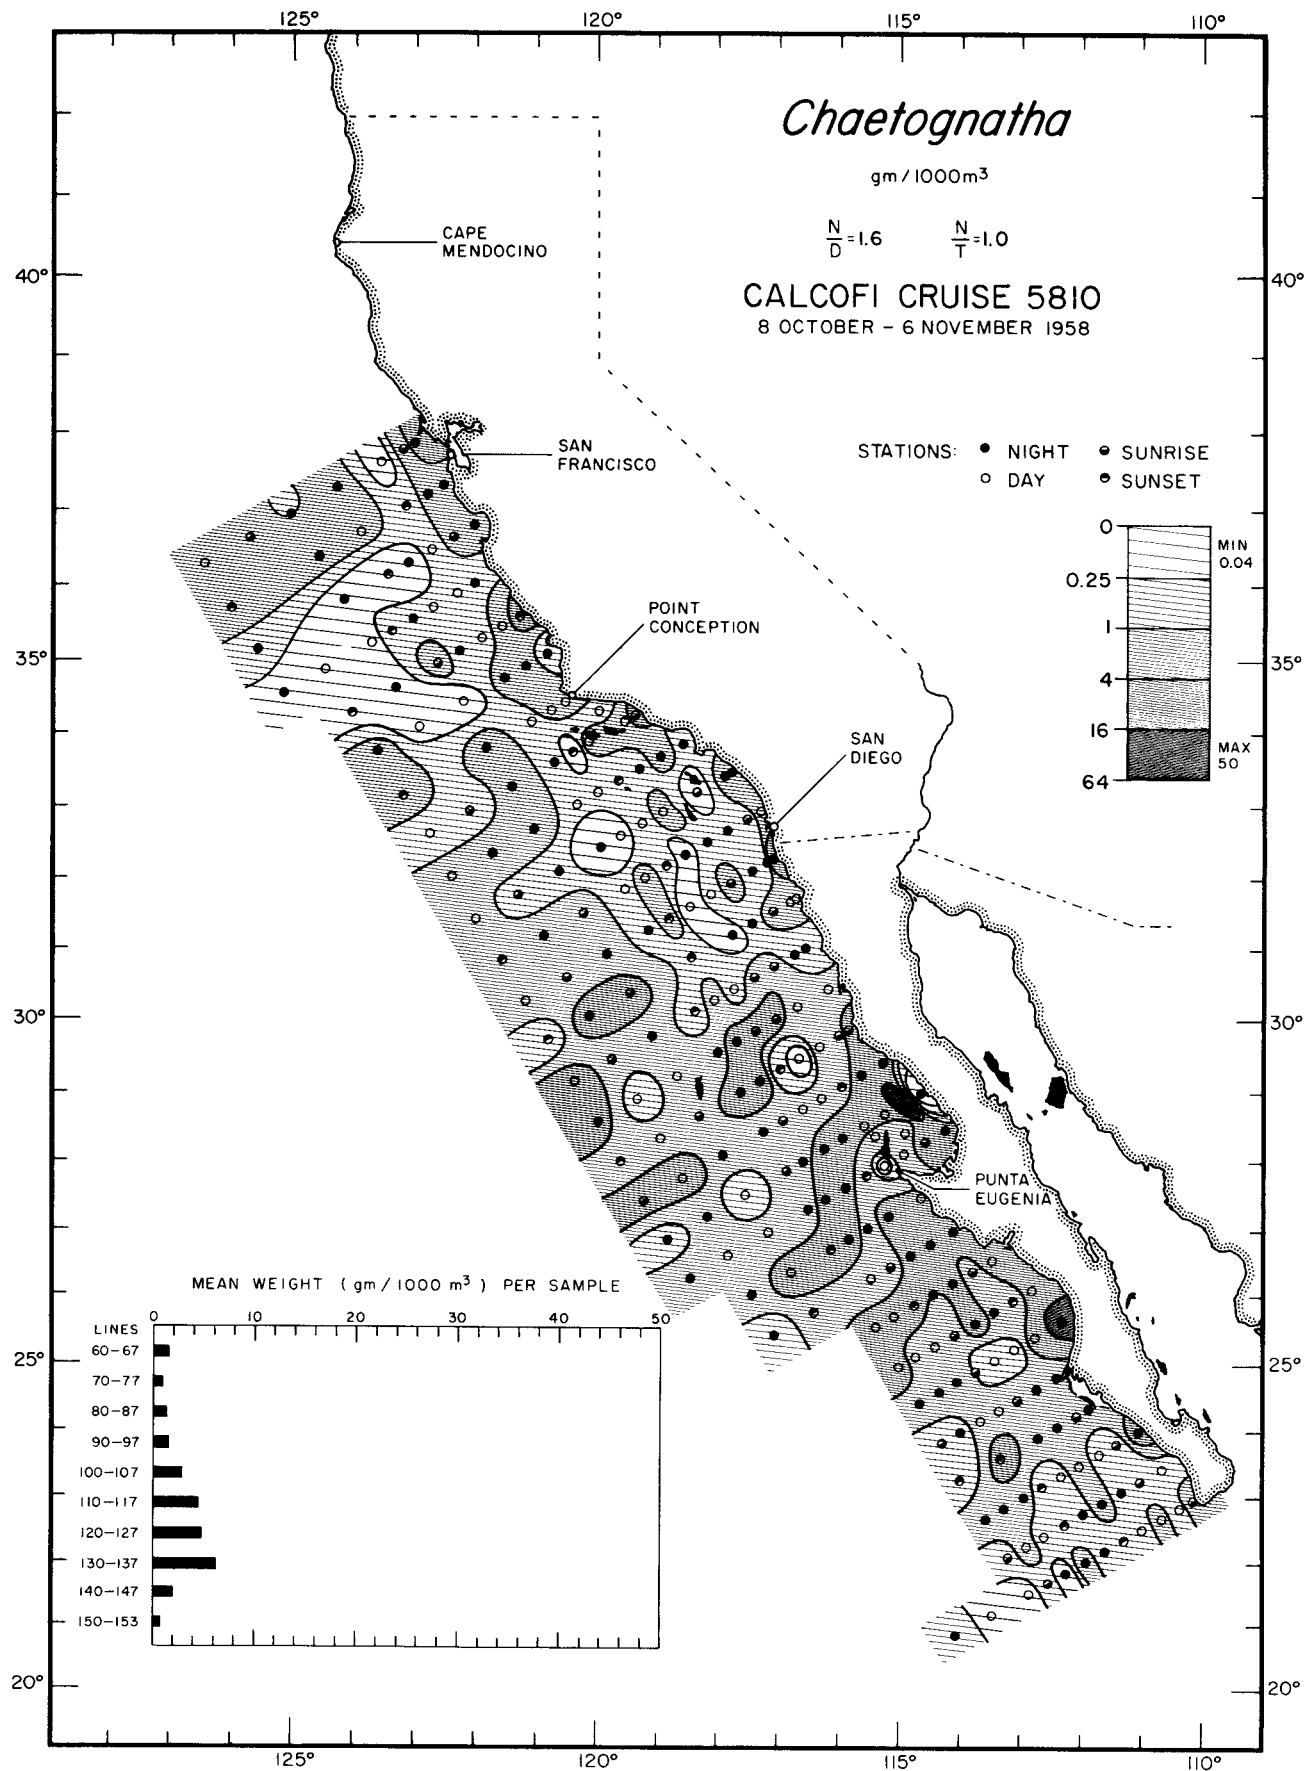 125° 120° 115° 110°
Chaetognatha
gm/1000m³
N/D = 1.6 N/T = 1.0
CALCOFI CRUISE 5810
8 OCTOBER – 6 NOVEMBER 1958
CAPE
MENDOCINO
40° 40°
SAN
FRANCISCO
STATIONS: NIGHT SUNRISE
DAY SUNSET
0
MIN
0.04
0.25
1
4
16
MAX
50
64
POINT
CONCEPTION
35° 35°
SAN
DIEGO
30° 30°
PUNTA
EUGENIA
MEAN WEIGHT (gm/1000 m³) PER SAMPLE
0 10 20 30 40 50
LINES
60–67
25° 25°
70–77
80–87
90–97
100–107
110–117
120–127
130–137
140–147
150–153
20° 20°
125° 120° 115° 110°